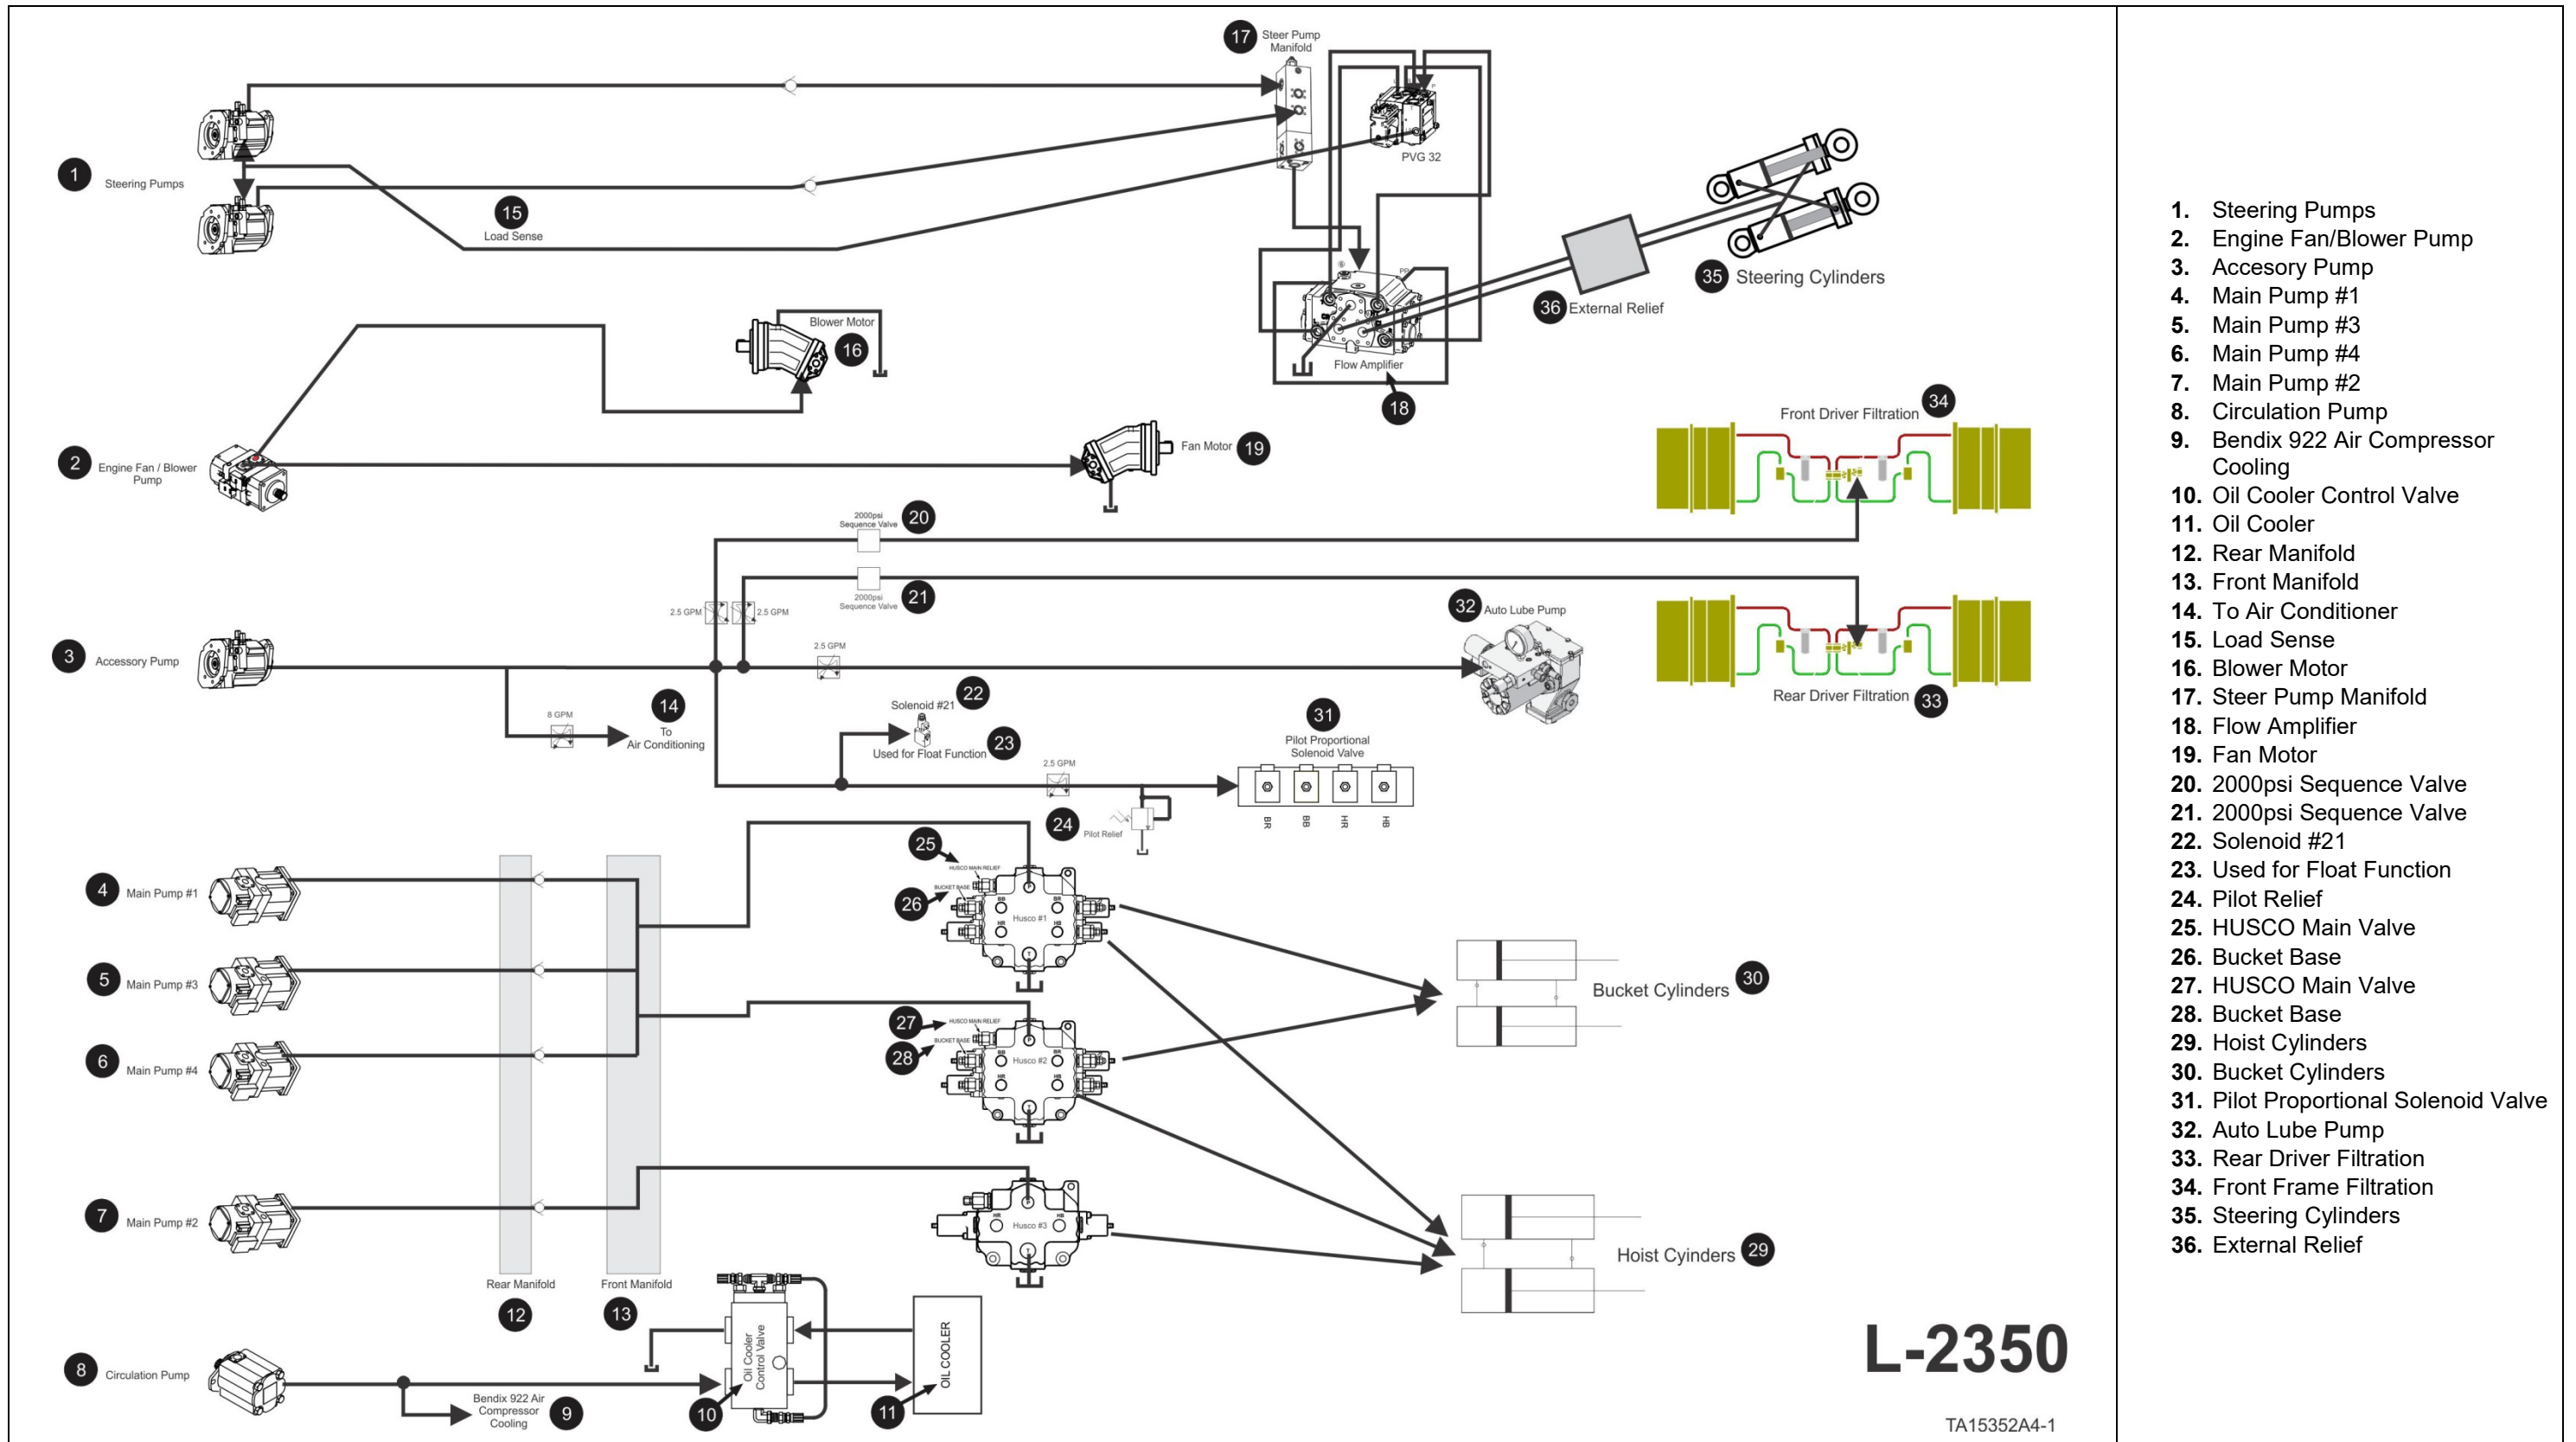 17
Steer Pump
Manifold
PVG 32
1
Steering Pumps
15
Load Sense
35
Steering Cylinders
36
External Relief
Blower Motor
16
Flow Amplifier
18
Front Driver Filtration
34
2
Engine Fan / Blower
Pump
Fan Motor
19
2000psi
Sequence Valve
20
2000psi
Sequence Valve
21
2.5 GPM
2.5 GPM
32
Auto Lube Pump
3
Accessory Pump
2.5 GPM
Rear Driver Filtration
33
8 GPM
14
To
Air Conditioning
22
Solenoid #21
Used for Float Function
23
31
Pilot Proportional
Solenoid Valve
2.5 GPM
24
Pilot Relief
BR
BB
HR
HB
25
HUSCO MAIN RELIEF
4
Main Pump #1
26
BUCKET BASE
P
BB
BR
Husco #1
HR
HB
T
5
Main Pump #3
Bucket Cylinders
30
27
HUSCO MAIN RELIEF
28
BUCKET BASE
P
BB
BR
Husco #2
HR
HB
T
6
Main Pump #4
7
Main Pump #2
P
HR
HB
Husco #3
T
Hoist Cyinders
29
Rear Manifold
Front Manifold
12
13
8
Circulation Pump
Oil Cooler
Control Valve
OIL COOLER
Bendix 922 Air
Compressor
Cooling
9
10
11
L-2350
TA15352A4-1
1. Steering Pumps
2. Engine Fan/Blower Pump
3. Accesory Pump
4. Main Pump #1
5. Main Pump #3
6. Main Pump #4
7. Main Pump #2
8. Circulation Pump
9. Bendix 922 Air Compressor
Cooling
10. Oil Cooler Control Valve
11. Oil Cooler
12. Rear Manifold
13. Front Manifold
14. To Air Conditioner
15. Load Sense
16. Blower Motor
17. Steer Pump Manifold
18. Flow Amplifier
19. Fan Motor
20. 2000psi Sequence Valve
21. 2000psi Sequence Valve
22. Solenoid #21
23. Used for Float Function
24. Pilot Relief
25. HUSCO Main Valve
26. Bucket Base
27. HUSCO Main Valve
28. Bucket Base
29. Hoist Cylinders
30. Bucket Cylinders
31. Pilot Proportional Solenoid Valve
32. Auto Lube Pump
33. Rear Driver Filtration
34. Front Frame Filtration
35. Steering Cylinders
36. External Relief